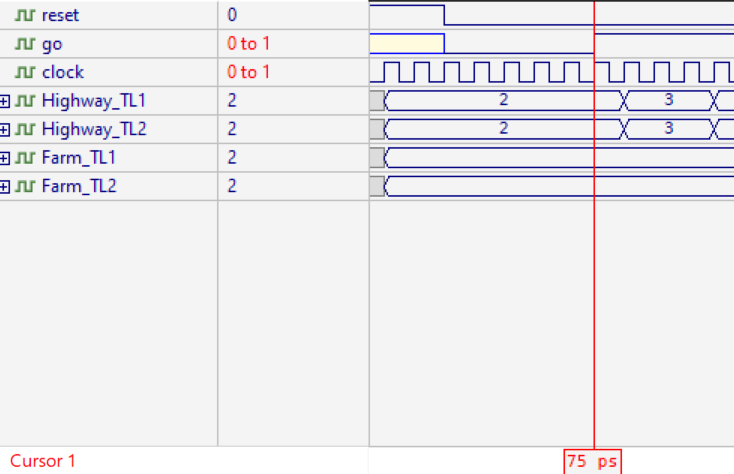 reset 0
go 0 to 1
clock 0 to 1
Highway_TL1 2 2 3
Highway_TL2 2 2 3
Farm_TL1 2
Farm_TL2 2
Cursor 1 75 ps